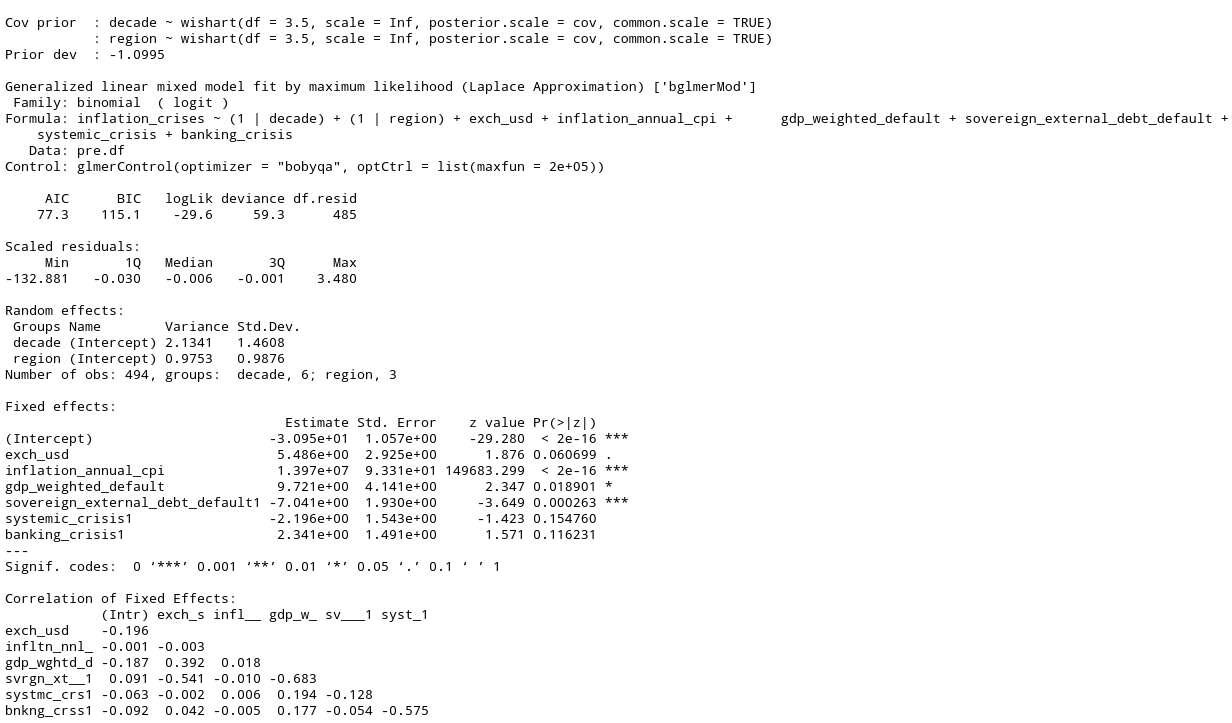 Cov prior  : decade ~ wishart(df = 3.5, scale = Inf, posterior.scale = cov, common.scale = TRUE)
           : region ~ wishart(df = 3.5, scale = Inf, posterior.scale = cov, common.scale = TRUE)
Prior dev  : -1.0995
Generalized linear mixed model fit by maximum likelihood (Laplace Approximation) ['bglmerMod']
 Family: binomial  ( logit )
Formula: inflation_crises ~ (1 | decade) + (1 | region) + exch_usd + inflation_annual_cpi +      gdp_weighted_default + sovereign_external_debt_default +
    systemic_crisis + banking_crisis
   Data: pre.df
Control: glmerControl(optimizer = "bobyqa", optCtrl = list(maxfun = 2e+05))
     AIC      BIC   logLik deviance df.resid
    77.3    115.1    -29.6     59.3      485
Scaled residuals:
     Min       1Q   Median       3Q      Max
-132.881   -0.030   -0.006   -0.001    3.480
Random effects:
 Groups Name        Variance Std.Dev.
 decade (Intercept) 2.1341   1.4608
 region (Intercept) 0.9753   0.9876
Number of obs: 494, groups:  decade, 6; region, 3
Fixed effects:
                                   Estimate Std. Error    z value Pr(>|z|)
(Intercept)                      -3.095e+01  1.057e+00    -29.280  < 2e-16 ***
exch_usd                          5.486e+00  2.925e+00      1.876 0.060699 .
inflation_annual_cpi              1.397e+07  9.331e+01 149683.299  < 2e-16 ***
gdp_weighted_default              9.721e+00  4.141e+00      2.347 0.018901 *
sovereign_external_debt_default1 -7.041e+00  1.930e+00     -3.649 0.000263 ***
systemic_crisis1                 -2.196e+00  1.543e+00     -1.423 0.154760
banking_crisis1                   2.341e+00  1.491e+00      1.571 0.116231
---
Signif. codes:  0 ‘***’ 0.001 ‘**’ 0.01 ‘*’ 0.05 ‘.’ 0.1 ‘ ’ 1
Correlation of Fixed Effects:
            (Intr) exch_s infl__ gdp_w_ sv___1 syst_1
exch_usd    -0.196
infltn_nnl_ -0.001 -0.003
gdp_wghtd_d -0.187  0.392  0.018
svrgn_xt__1  0.091 -0.541 -0.010 -0.683
systmc_crs1 -0.063 -0.002  0.006  0.194 -0.128
bnkng_crss1 -0.092  0.042 -0.005  0.177 -0.054 -0.575